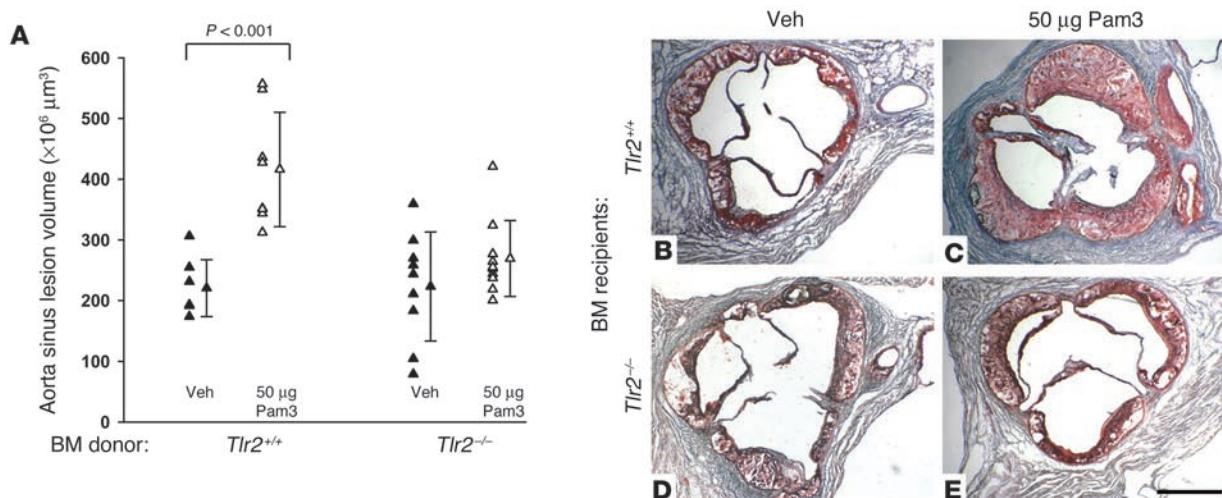 A
P < 0.001
Aorta sinus lesion volume (×10⁶ μm³)
600
500
400
300
200
100
0
Veh
50 μg
Pam3
Veh
50 μg
Pam3
BM donor:
Tlr2+/+
Tlr2–/–
Veh
50 μg Pam3
BM recipients:
Tlr2+/+
B
C
Tlr2–/–
D
E